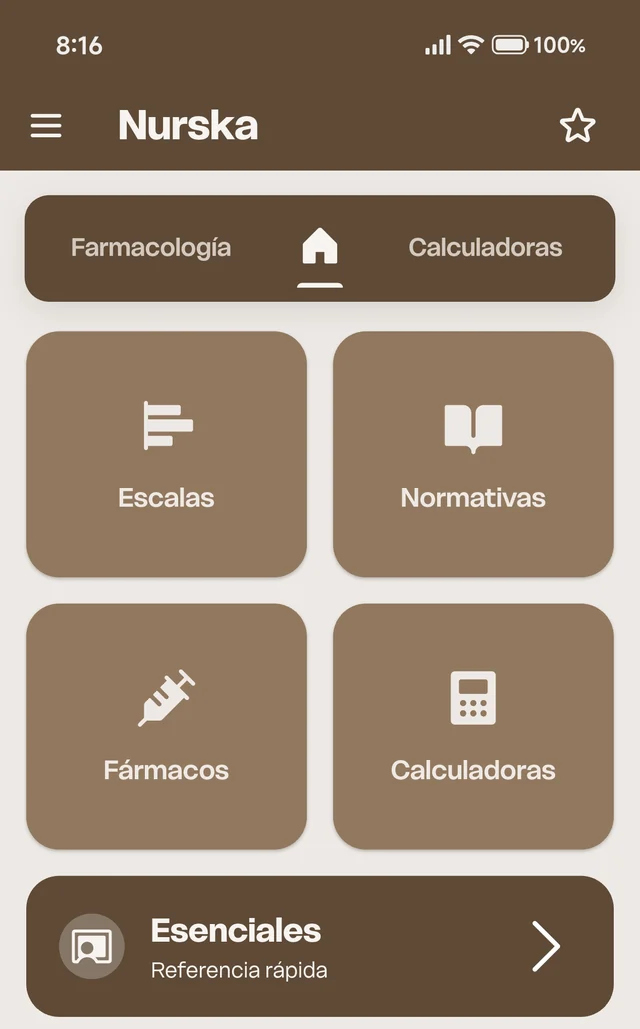 8:16
100%
Nurska
Farmacología
Calculadoras
Escalas
Normativas
Fármacos
Calculadoras
Esenciales
Referencia rápida